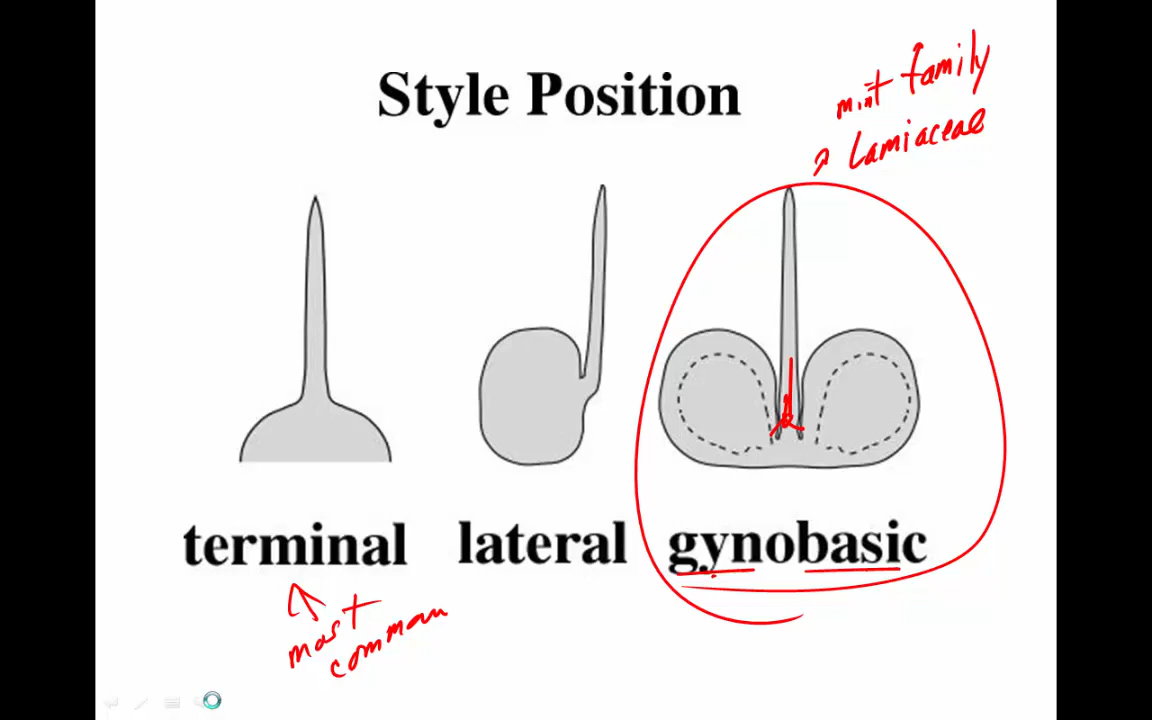 Style Position
mint family
Lamiaceae
terminal
lateral
gynobasic
most
common